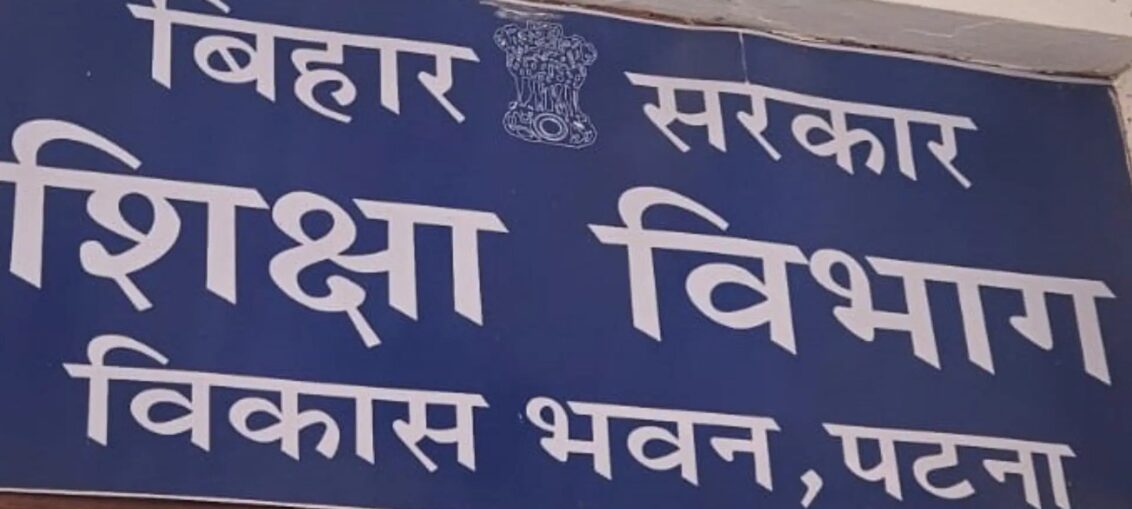 बिहार सरकार
शिक्षा विभाग
विकास भवन, पटना